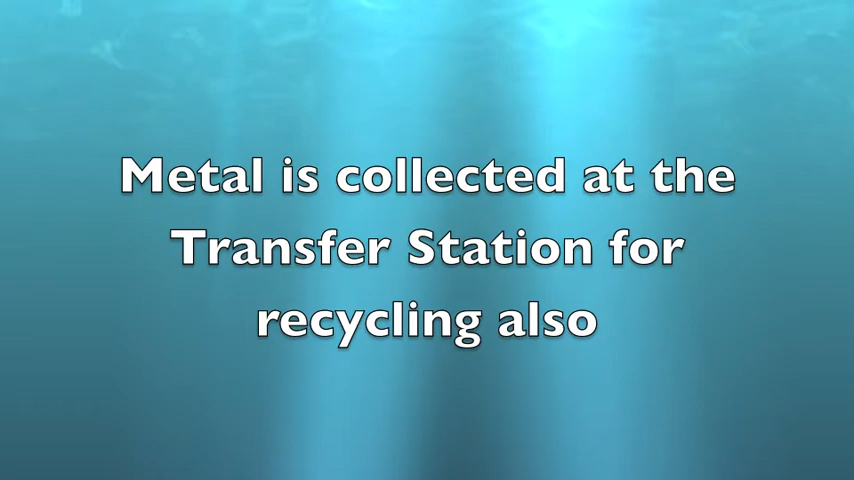 Metal is collected at the
Transfer Station for
recycling also